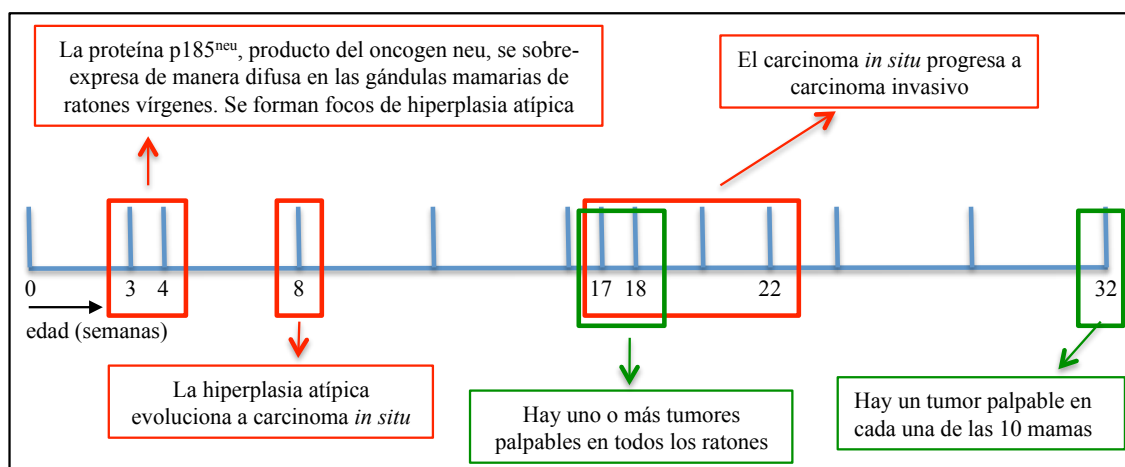 La proteína p185neu, producto del oncogen neu, se sobre-
expresa de manera difusa en las gándulas mamarias de
ratones vírgenes. Se forman focos de hiperplasia atípica
El carcinoma in situ progresa a
carcinoma invasivo
0 3 4 8 17 18 22 32
edad (semanas)
La hiperplasia atípica
evoluciona a carcinoma in situ
Hay uno o más tumores
palpables en todos los ratones
Hay un tumor palpable en
cada una de las 10 mamas